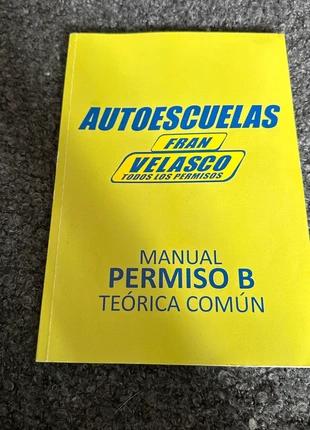 AUTOESCUELAS
FRAN
VELASCO
TODOS LOS PERMISOS
MANUAL
PERMISO B
TEÓRICA COMÚN